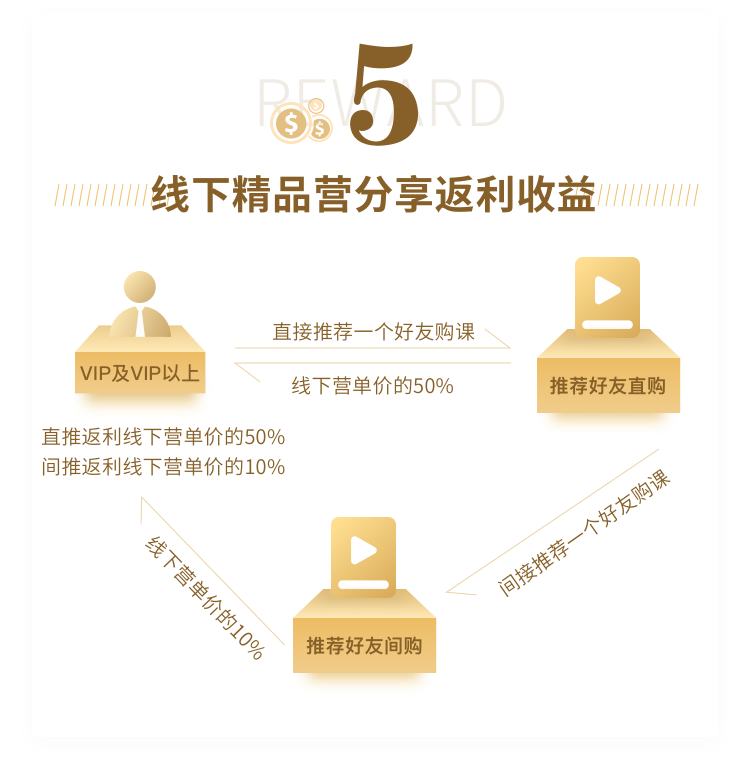 REWARD
5
线下精品营分享返利收益
直接推荐一个好友购课
VIP及VIP以上
线下营单价的50%
推荐好友直购
直推返利线下营单价的50%
间推返利线下营单价的10%
间接推荐一个好友购课
线下营单价的10%
推荐好友间购